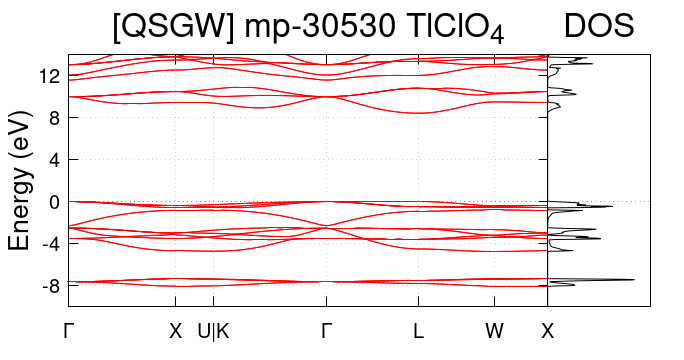 [QSGW] mp-30530 TlClO4 DOS
Energy (eV)
12
8
4
0
-4
-8
Γ X U|K Γ L W X